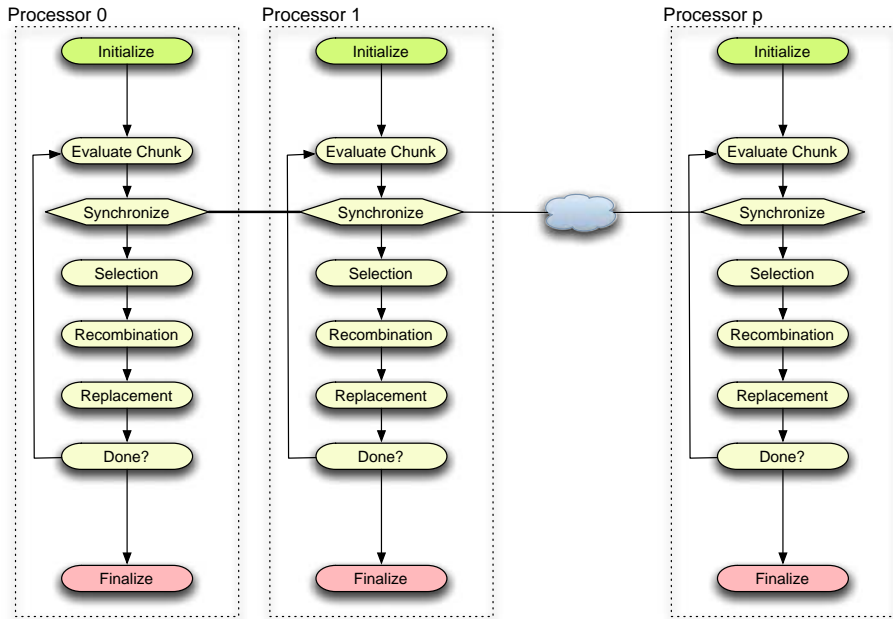 Processor 0
Initialize
Evaluate Chunk
Synchronize
Selection
Recombination
Replacement
Done?
Finalize
Processor 1
Initialize
Evaluate Chunk
Synchronize
Selection
Recombination
Replacement
Done?
Finalize
Processor p
Initialize
Evaluate Chunk
Synchronize
Selection
Recombination
Replacement
Done?
Finalize